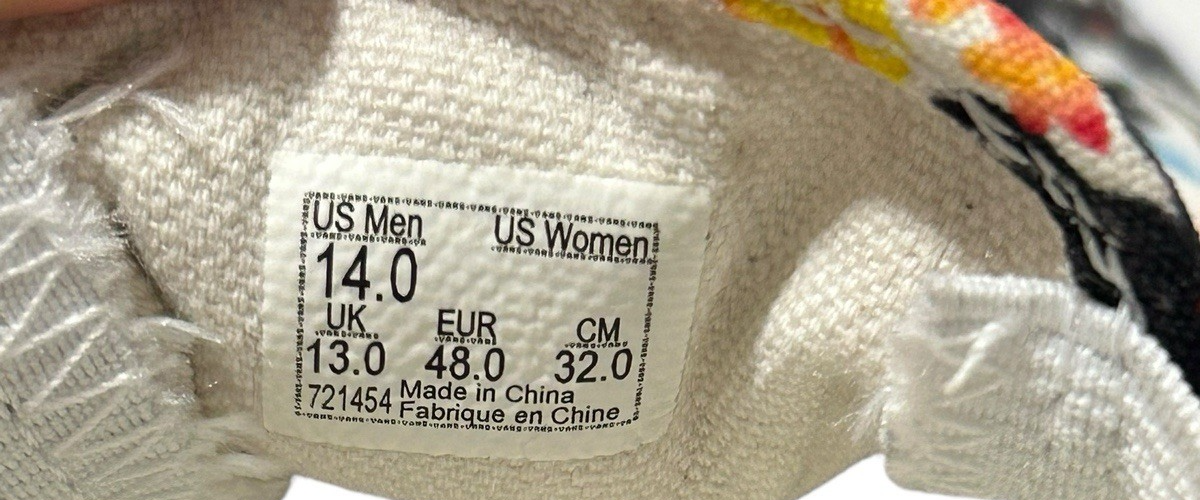 US Men US Women
14.0
UK EUR CM
13.0 48.0 32.0
721454 Made in China
Fabrique en Chine